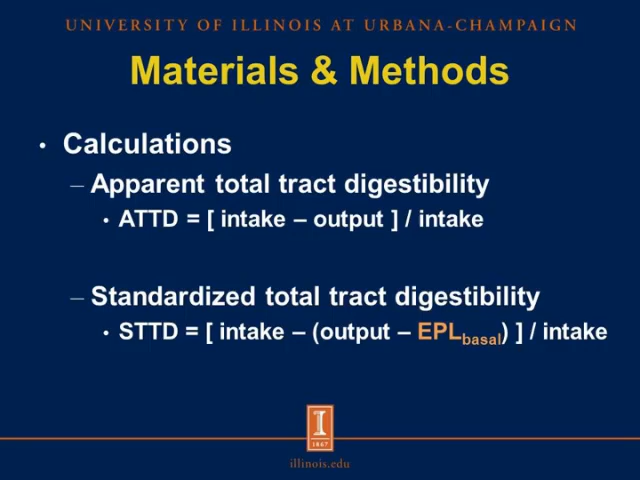 UNIVERSITY OF ILLINOIS AT URBANA-CHAMPAIGN
Materials & Methods
• Calculations
– Apparent total tract digestibility
• ATTD = [ intake – output ] / intake
– Standardized total tract digestibility
• STTD = [ intake – (output – EPLbasal) ] / intake
I
1867
illinois.edu